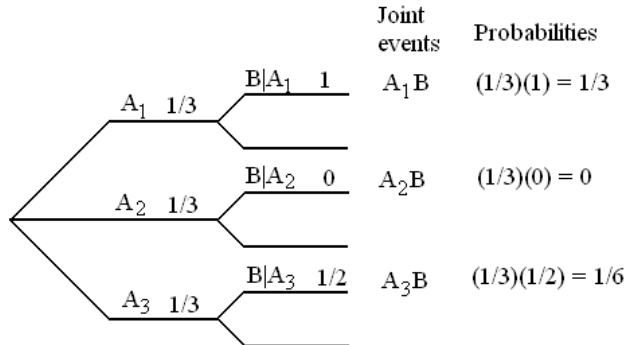 Joint events Probabilities
A₁ 1/3 B|A₁ 1 A₁B (1/3)(1) = 1/3
A₂ 1/3 B|A₂ 0 A₂B (1/3)(0) = 0
A₃ 1/3 B|A₃ 1/2 A₃B (1/3)(1/2) = 1/6